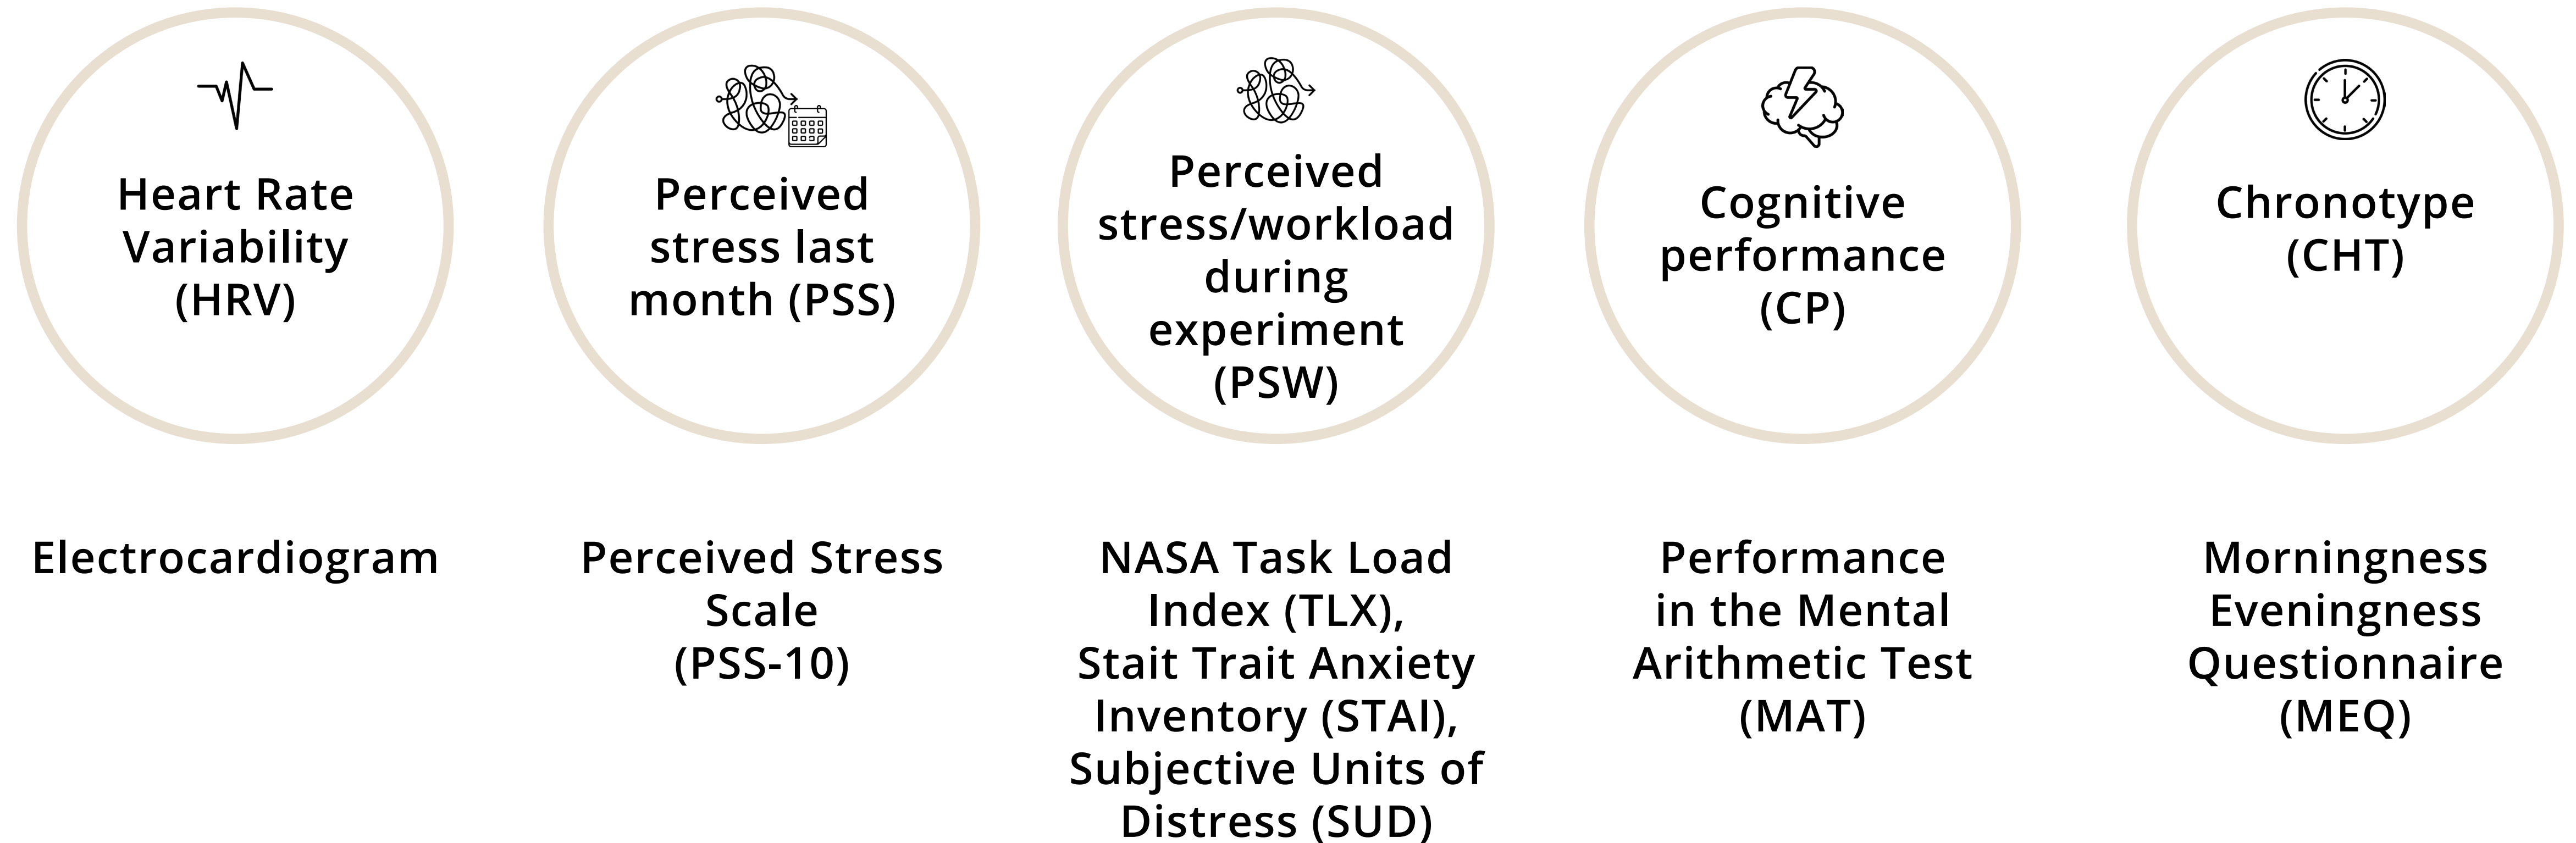 Heart Rate
Variability
(HRV)
Perceived
stress last
month (PSS)
Perceived
stress/workload
during
experiment
(PSW)
Cognitive
performance
(CP)
Chronotype
(CHT)
Electrocardiogram
Perceived Stress
Scale
(PSS-10)
NASA Task Load
Index (TLX),
Stait Trait Anxiety
Inventory (STAI),
Subjective Units of
Distress (SUD)
Performance
in the Mental
Arithmetic Test
(MAT)
Morningness
Eveningness
Questionnaire
(MEQ)